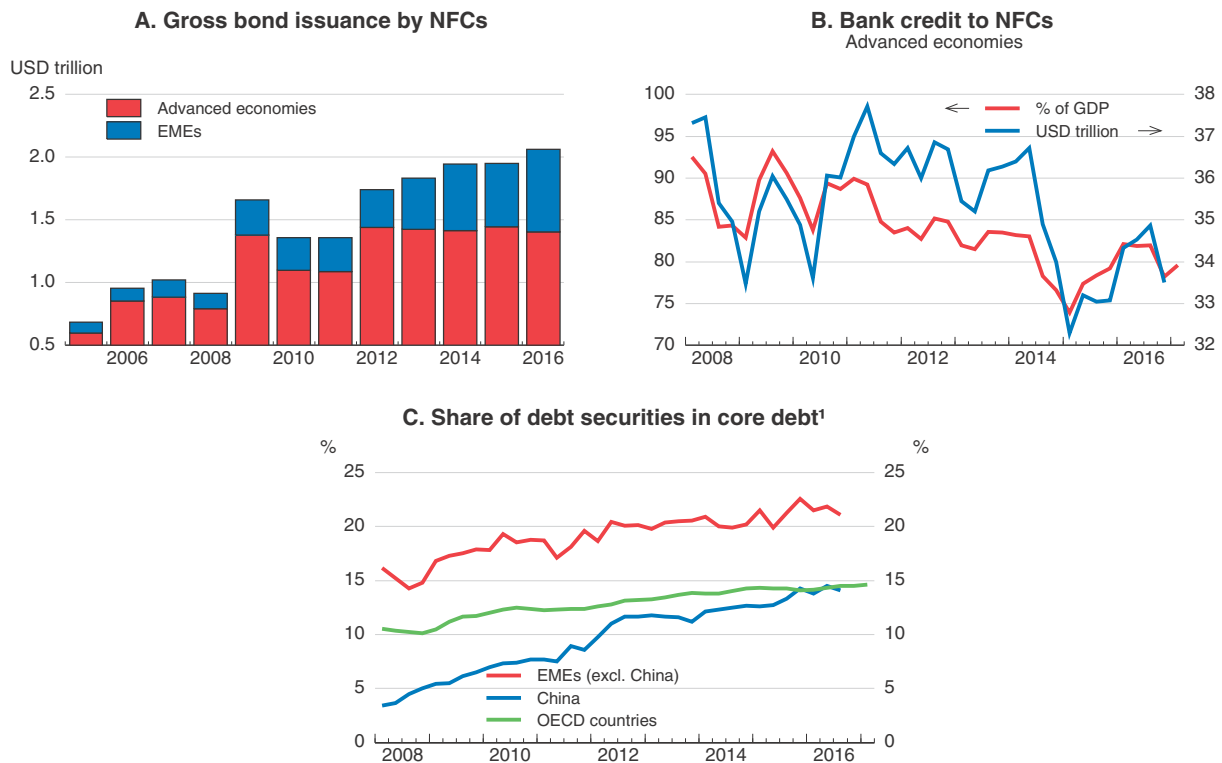 A. Gross bond issuance by NFCs
USD trillion
2.5
2.0
1.5
1.0
0.5
Advanced economies
EMEs
2006 2008 2010 2012 2014 2016
B. Bank credit to NFCs
Advanced economies
100
95
90
85
80
75
70
% of GDP
USD trillion
38
37
36
35
34
33
32
2008 2010 2012 2014 2016
C. Share of debt securities in core debt¹
% %
25 25
20 20
15 15
10 10
5 5
0 0
EMEs (excl. China)
China
OECD countries
2008 2010 2012 2014 2016